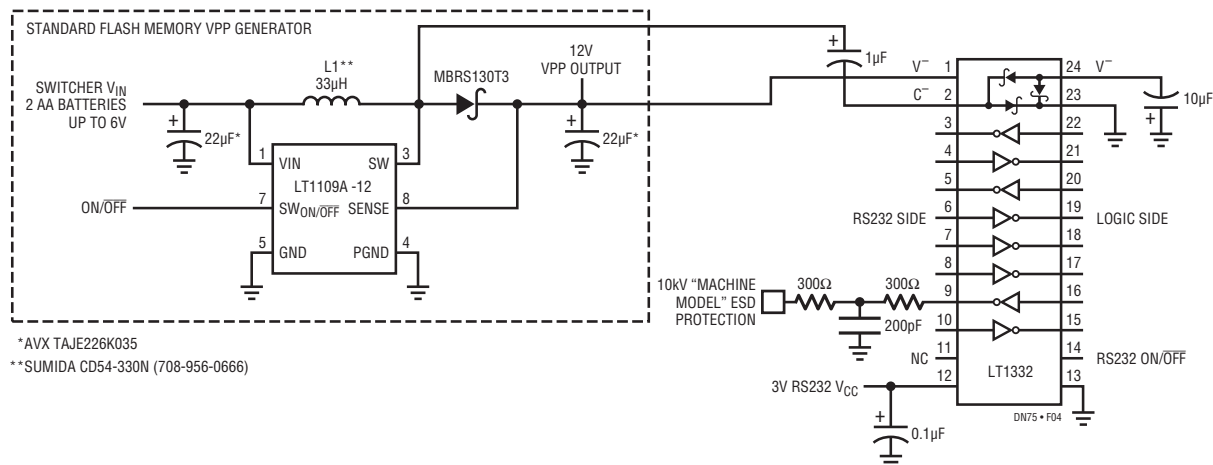 STANDARD FLASH MEMORY VPP GENERATOR
SWITCHER VIN
2 AA BATTERIES
UP TO 6V
L1**
33µH
MBRS130T3
12V
VPP OUTPUT
+
22µF*
+
22µF*
1
VIN
SW
3
LT1109A -12
ON/OFF
7
SWON/OFF
SENSE
8
5
GND
PGND
4
*AVX TAJE226K035
**SUMIDA CD54-330N (708-956-0666)
+
1µF
V–
1
24
V–
C–
2
23
10µF
+
3
22
4
21
5
20
RS232 SIDE
6
19
LOGIC SIDE
7
18
8
17
10kV “MACHINE
MODEL” ESD
PROTECTION
300Ω
300Ω
200pF
9
16
10
15
NC
11
14
RS232 ON/OFF
LT1332
3V RS232 VCC
12
13
+
0.1µF
DN75 • F04